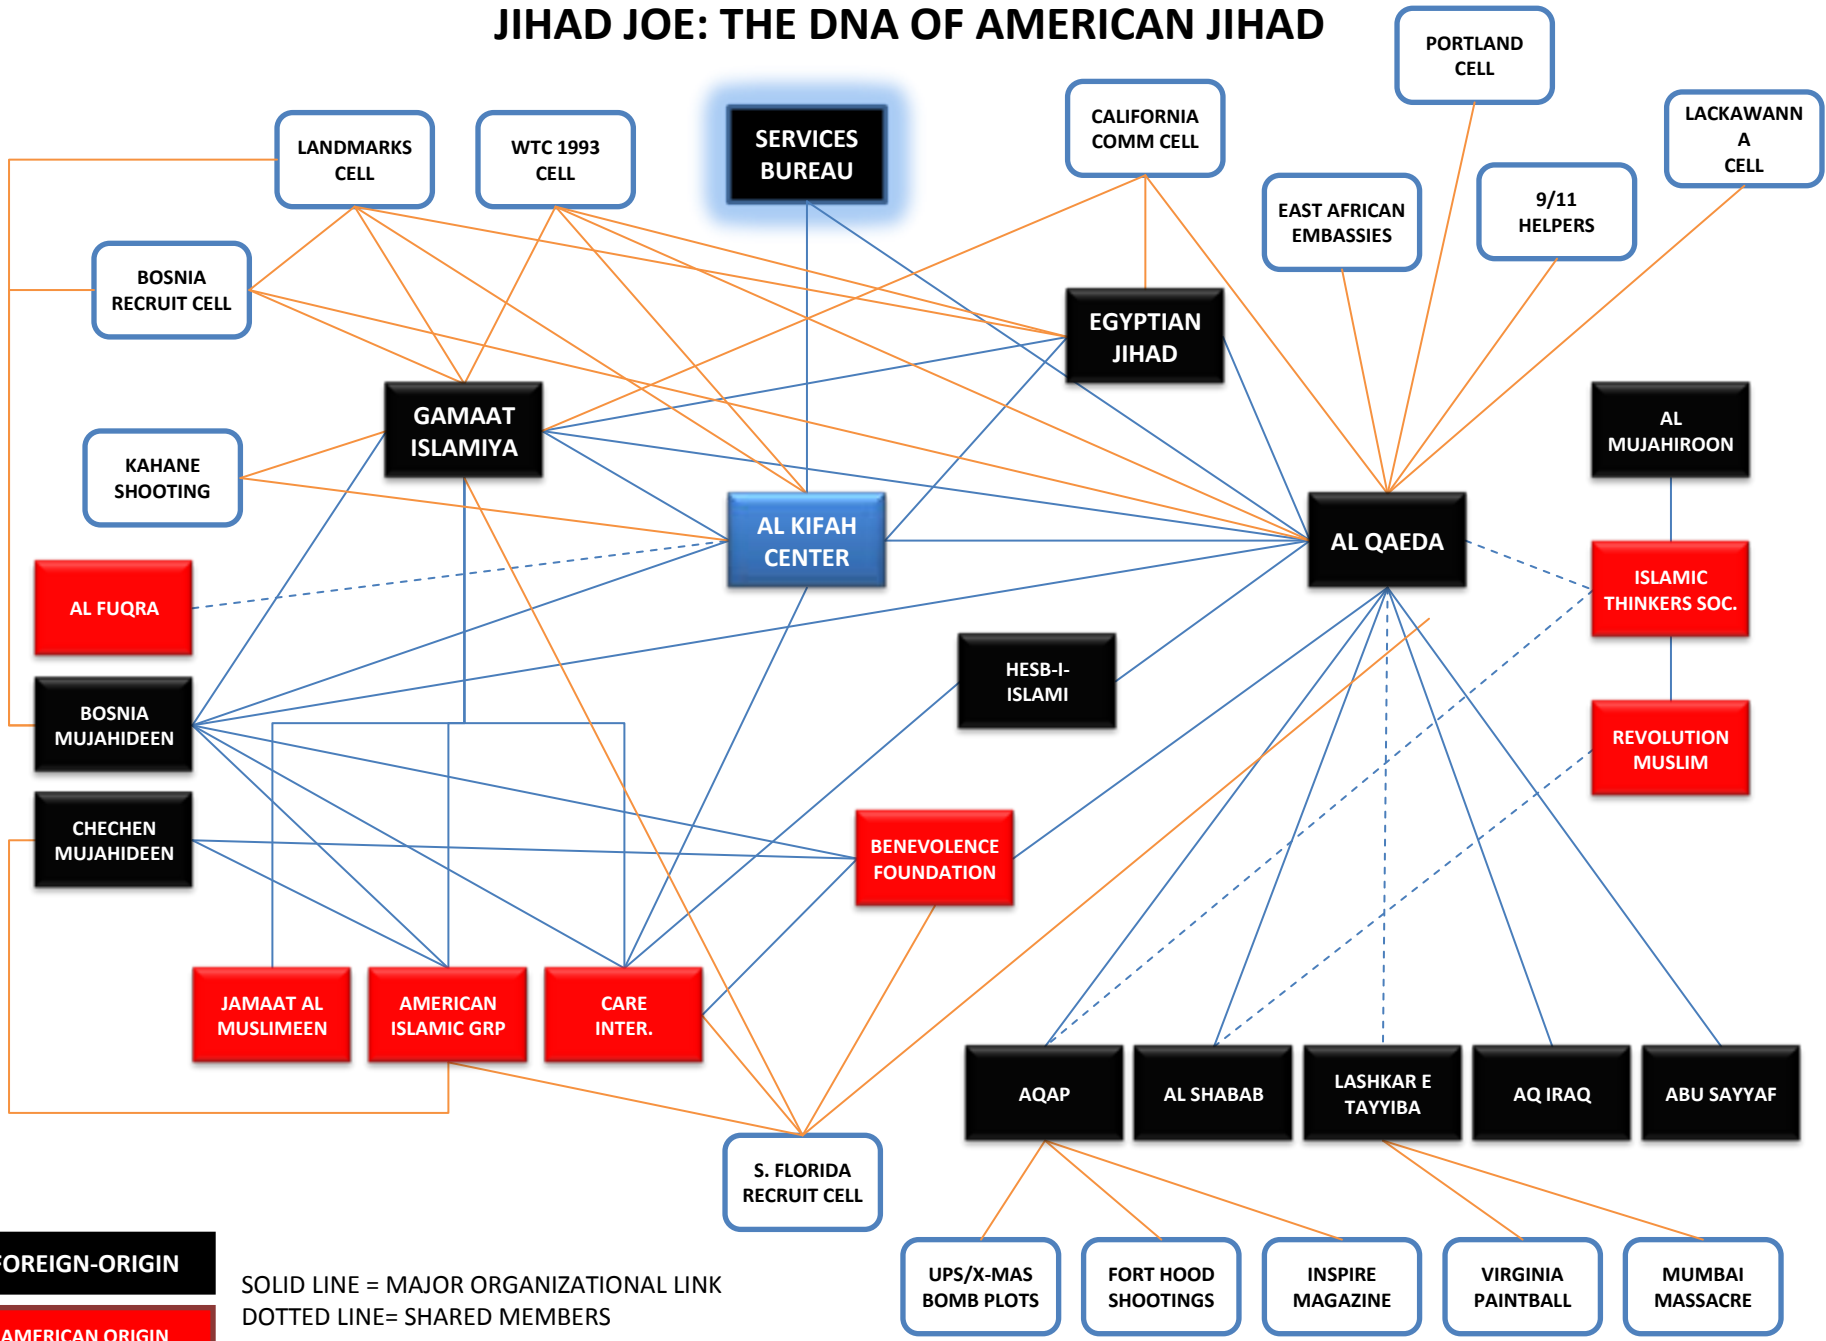 JIHAD JOE: THE DNA OF AMERICAN JIHAD
PORTLAND
CELL
LANDMARKS
CELL
WTC 1993
CELL
SERVICES
BUREAU
CALIFORNIA
COMM CELL
LACKAWANN
A
CELL
EAST AFRICAN
EMBASSIES
9/11
HELPERS
BOSNIA
RECRUIT CELL
EGYPTIAN
JIHAD
GAMAAT
ISLAMIYA
AL
MUJAHIROON
KAHANE
SHOOTING
AL KIFAH
CENTER
AL QAEDA
AL FUQRA
ISLAMIC
THINKERS SOC.
HESB-I-
ISLAMI
BOSNIA
MUJAHIDEEN
REVOLUTION
MUSLIM
CHECHEN
MUJAHIDEEN
BENEVOLENCE
FOUNDATION
JAMAAT AL
MUSLIMEEN
AMERICAN
ISLAMIC GRP
CARE
INTER.
AQAP
AL SHABAB
LASHKAR E
TAYYIBA
AQ IRAQ
ABU SAYYAF
S. FLORIDA
RECRUIT CELL
UPS/X-MAS
BOMB PLOTS
FORT HOOD
SHOOTINGS
INSPIRE
MAGAZINE
VIRGINIA
PAINTBALL
MUMBAI
MASSACRE
FOREIGN-ORIGIN
SOLID LINE = MAJOR ORGANIZATIONAL LINK
DOTTED LINE= SHARED MEMBERS
AMERICAN ORIGIN